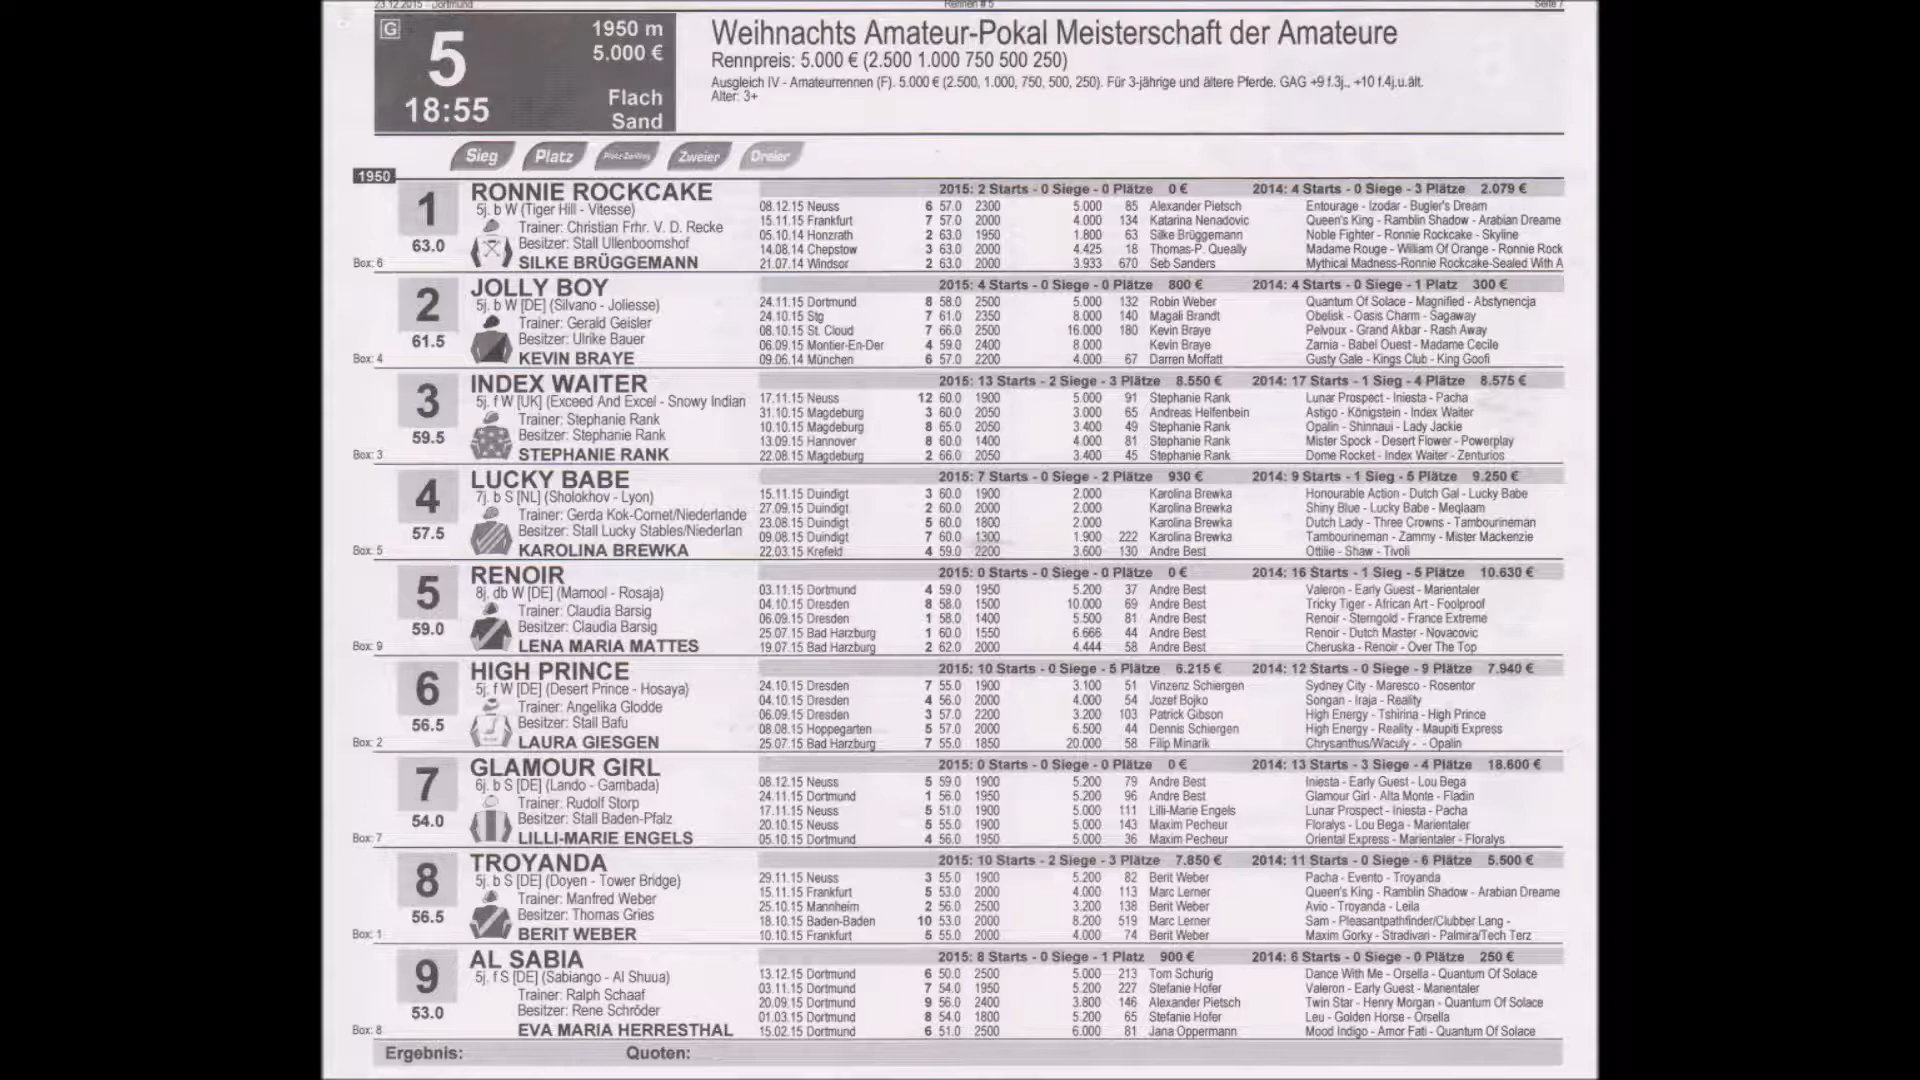 23.12.2015 - Dortmund Rennen # 5 Seite 7
G 5 1950 m
5.000 €
18:55 Flach
Sand
Weihnachts Amateur-Pokal Meisterschaft der Amateure
Rennpreis: 5.000 € (2.500 1.000 750 500 250)
Ausgleich IV - Amateurrennen (F). 5.000 € (2.500, 1.000, 750, 500, 250). Für 3-jährige und ältere Pferde. GAG +9 f.3j., +10 f.4j.u.ält.
Alter: 3+
Sieg Platz Zweier Dreier
1950
1 RONNIE ROCKCAKE 2015: 2 Starts - 0 Siege - 0 Plätze 0 € 2014: 4 Starts - 0 Siege - 3 Plätze 2.079 €
5j. b W (Tiger Hill - Vitesse) 08.12.15 Neuss 6 57.0 2300 5.000 85 Alexander Pietsch Entourage - Izodar - Bugler's Dream
Trainer: Christian Frhr. V. D. Recke 15.11.15 Frankfurt 7 57.0 2000 4.000 134 Katarina Nenadovic Queen's King - Ramblin Shadow - Arabian Dreame
63.0 Besitzer: Stall Ullenboomshof 05.10.14 Honzrath 2 63.0 1950 1.800 63 Silke Brüggemann Noble Fighter - Ronnie Rockcake - Skyline
14.08.14 Chepstow 3 63.0 2000 4.425 18 Thomas-P. Queally Madame Rouge - William Of Orange - Ronnie Rock
Box: 6 SILKE BRÜGGEMANN 21.07.14 Windsor 2 63.0 2000 3.933 670 Seb Sanders Mythical Madness-Ronnie Rockcake-Sealed With A
2 JOLLY BOY 2015: 4 Starts - 0 Siege - 0 Plätze 800 € 2014: 4 Starts - 0 Siege - 1 Platz 300 €
5j. b W [DE] (Silvano - Joliesse) 24.11.15 Dortmund 8 58.0 2500 5.000 132 Robin Weber Quantum Of Solace - Magnified - Abstynencja
Trainer: Gerald Geisler 24.10.15 Stg 7 61.0 2350 8.000 140 Magali Brandt Obelisk - Oasis Charm - Sagaway
61.5 Besitzer: Ulrike Bauer 08.10.15 St. Cloud 7 66.0 2500 16.000 180 Kevin Braye Pelvoux - Grand Akbar - Rash Away
06.09.15 Montier-En-Der 4 59.0 2400 8.000 Kevin Braye Zarnia - Babel Ouest - Madame Cecile
Box: 4 KEVIN BRAYE 09.06.14 München 6 57.0 2200 4.000 67 Darren Moffatt Gusty Gale - Kings Club - King Goofi
3 INDEX WAITER 2015: 13 Starts - 2 Siege - 3 Plätze 8.550 € 2014: 17 Starts - 1 Sieg - 4 Plätze 8.575 €
5j. f W [UK] (Exceed And Excel - Snowy Indian 17.11.15 Neuss 12 60.0 1900 5.000 91 Stephanie Rank Lunar Prospect - Iniesta - Pacha
Trainer: Stephanie Rank 31.10.15 Magdeburg 3 60.0 2050 3.000 65 Andreas Helfenbein Astigo - Königstein - Index Waiter
59.5 Besitzer: Stephanie Rank 10.10.15 Magdeburg 8 65.0 2050 3.400 49 Stephanie Rank Opalin - Shinnaui - Lady Jackie
13.09.15 Hannover 8 60.0 1400 4.000 81 Stephanie Rank Mister Spock - Desert Flower - Powerplay
Box: 3 STEPHANIE RANK 22.08.15 Magdeburg 2 66.0 2050 3.400 45 Stephanie Rank Dome Rocket - Index Waiter - Zenturios
4 LUCKY BABE 2015: 7 Starts - 0 Siege - 2 Plätze 930 € 2014: 9 Starts - 1 Sieg - 5 Plätze 9.250 €
7j. b S [NL] (Sholokhov - Lyon) 15.11.15 Duindigt 3 60.0 1900 2.000 Karolina Brewka Honourable Action - Dutch Gal - Lucky Babe
Trainer: Gerda Kok-Cornet/Niederlande 27.09.15 Duindigt 2 60.0 2000 2.000 Karolina Brewka Shiny Blue - Lucky Babe - Meqlaam
57.5 Besitzer: Stall Lucky Stables/Niederlan 23.08.15 Duindigt 5 60.0 1800 2.000 Karolina Brewka Dutch Lady - Three Crowns - Tambourineman
09.08.15 Duindigt 7 60.0 1300 1.900 222 Karolina Brewka Tambourineman - Zammy - Mister Mackenzie
Box: 5 KAROLINA BREWKA 22.03.15 Krefeld 4 59.0 2200 3.600 130 Andre Best Ottilie - Shaw - Tivoli
5 RENOIR 2015: 0 Starts - 0 Siege - 0 Plätze 0 € 2014: 16 Starts - 1 Sieg - 5 Plätze 10.630 €
8j. db W [DE] (Mamool - Rosaja) 03.11.15 Dortmund 4 59.0 1950 5.200 37 Andre Best Valeron - Early Guest - Marientaler
Trainer: Claudia Barsig 04.10.15 Dresden 8 58.0 1500 10.000 69 Andre Best Tricky Tiger - African Art - Foolproof
59.0 Besitzer: Claudia Barsig 06.09.15 Dresden 1 58.0 1400 5.500 81 Andre Best Renoir - Sterngold - France Extreme
25.07.15 Bad Harzburg 1 60.0 1550 6.666 44 Andre Best Renoir - Dutch Master - Novacovic
Box: 9 LENA MARIA MATTES 19.07.15 Bad Harzburg 2 62.0 2000 4.444 58 Andre Best Cheruska - Renoir - Over The Top
6 HIGH PRINCE 2015: 10 Starts - 0 Siege - 5 Plätze 6.215 € 2014: 12 Starts - 0 Siege - 9 Plätze 7.940 €
5j. f W [DE] (Desert Prince - Hosaya) 24.10.15 Dresden 7 55.0 1900 3.100 51 Vinzenz Schiergen Sydney City - Maresco - Rosentor
Trainer: Angelika Glodde 04.10.15 Dresden 4 56.0 2000 4.000 54 Jozef Bojko Songan - Iraja - Reality
56.5 Besitzer: Stall Bafu 06.09.15 Dresden 3 57.0 2200 3.200 103 Patrick Gibson High Energy - Tshirina - High Prince
08.08.15 Hoppegarten 5 57.0 2000 6.500 44 Dennis Schiergen High Energy - Reality - Maupiti Express
Box: 2 LAURA GIESGEN 25.07.15 Bad Harzburg 7 55.0 1850 20.000 58 Filip Minarik Chrysanthus/Waculy - - Opalin
7 GLAMOUR GIRL 2015: 0 Starts - 0 Siege - 0 Plätze 0 € 2014: 13 Starts - 3 Siege - 4 Plätze 18.600 €
6j. b S [DE] (Lando - Gambada) 08.12.15 Neuss 5 59.0 1900 5.200 79 Andre Best Iniesta - Early Guest - Lou Bega
Trainer: Rudolf Storp 24.11.15 Dortmund 1 56.0 1950 5.200 96 Andre Best Glamour Girl - Alta Monte - Fladin
54.0 Besitzer: Stall Baden-Pfalz 17.11.15 Neuss 5 51.0 1900 5.000 111 Lilli-Marie Engels Lunar Prospect - Iniesta - Pacha
20.10.15 Neuss 5 55.0 1900 5.000 143 Maxim Pecheur Floralys - Lou Bega - Marientaler
Box: 7 LILLI-MARIE ENGELS 05.10.15 Dortmund 4 56.0 1950 5.000 36 Maxim Pecheur Oriental Express - Marientaler - Floralys
8 TROYANDA 2015: 10 Starts - 2 Siege - 3 Plätze 7.850 € 2014: 11 Starts - 0 Siege - 6 Plätze 5.500 €
5j. b S [DE] (Doyen - Tower Bridge) 29.11.15 Neuss 3 55.0 1900 5.200 82 Berit Weber Pacha - Evento - Troyanda
Trainer: Manfred Weber 15.11.15 Frankfurt 5 53.0 2000 4.000 113 Marc Lerner Queen's King - Ramblin Shadow - Arabian Dreame
56.5 Besitzer: Thomas Gries 25.10.15 Mannheim 2 56.0 2500 3.200 138 Berit Weber Avio - Troyanda - Leila
18.10.15 Baden-Baden 10 53.0 2000 8.200 519 Marc Lerner Sam - Pleasantpathfinder/Clubber Lang -
Box: 1 BERIT WEBER 10.10.15 Frankfurt 5 55.0 2000 4.000 74 Berit Weber Maxim Gorky - Stradivari - Palmira/Tech Terz
9 AL SABIA 2015: 8 Starts - 0 Siege - 1 Platz 900 € 2014: 6 Starts - 0 Siege - 0 Plätze 250 €
5j. f S [DE] (Sabiango - Al Shuua) 13.12.15 Dortmund 6 50.0 2500 5.000 213 Tom Schurig Dance With Me - Orsella - Quantum Of Solace
Trainer: Ralph Schaaf 03.11.15 Dortmund 7 54.0 1950 5.200 227 Stefanie Hofer Valeron - Early Guest - Marientaler
53.0 Besitzer: Rene Schröder 20.09.15 Dortmund 9 56.0 2400 3.800 146 Alexander Pietsch Twin Star - Henry Morgan - Quantum Of Solace
01.03.15 Dortmund 8 54.0 1800 5.200 65 Stefanie Hofer Leu - Golden Horse - Orsella
Box: 8 EVA MARIA HERRESTHAL 15.02.15 Dortmund 6 51.0 2500 6.000 81 Jana Oppermann Mood Indigo - Amor Fati - Quantum Of Solace
Ergebnis: Quoten: